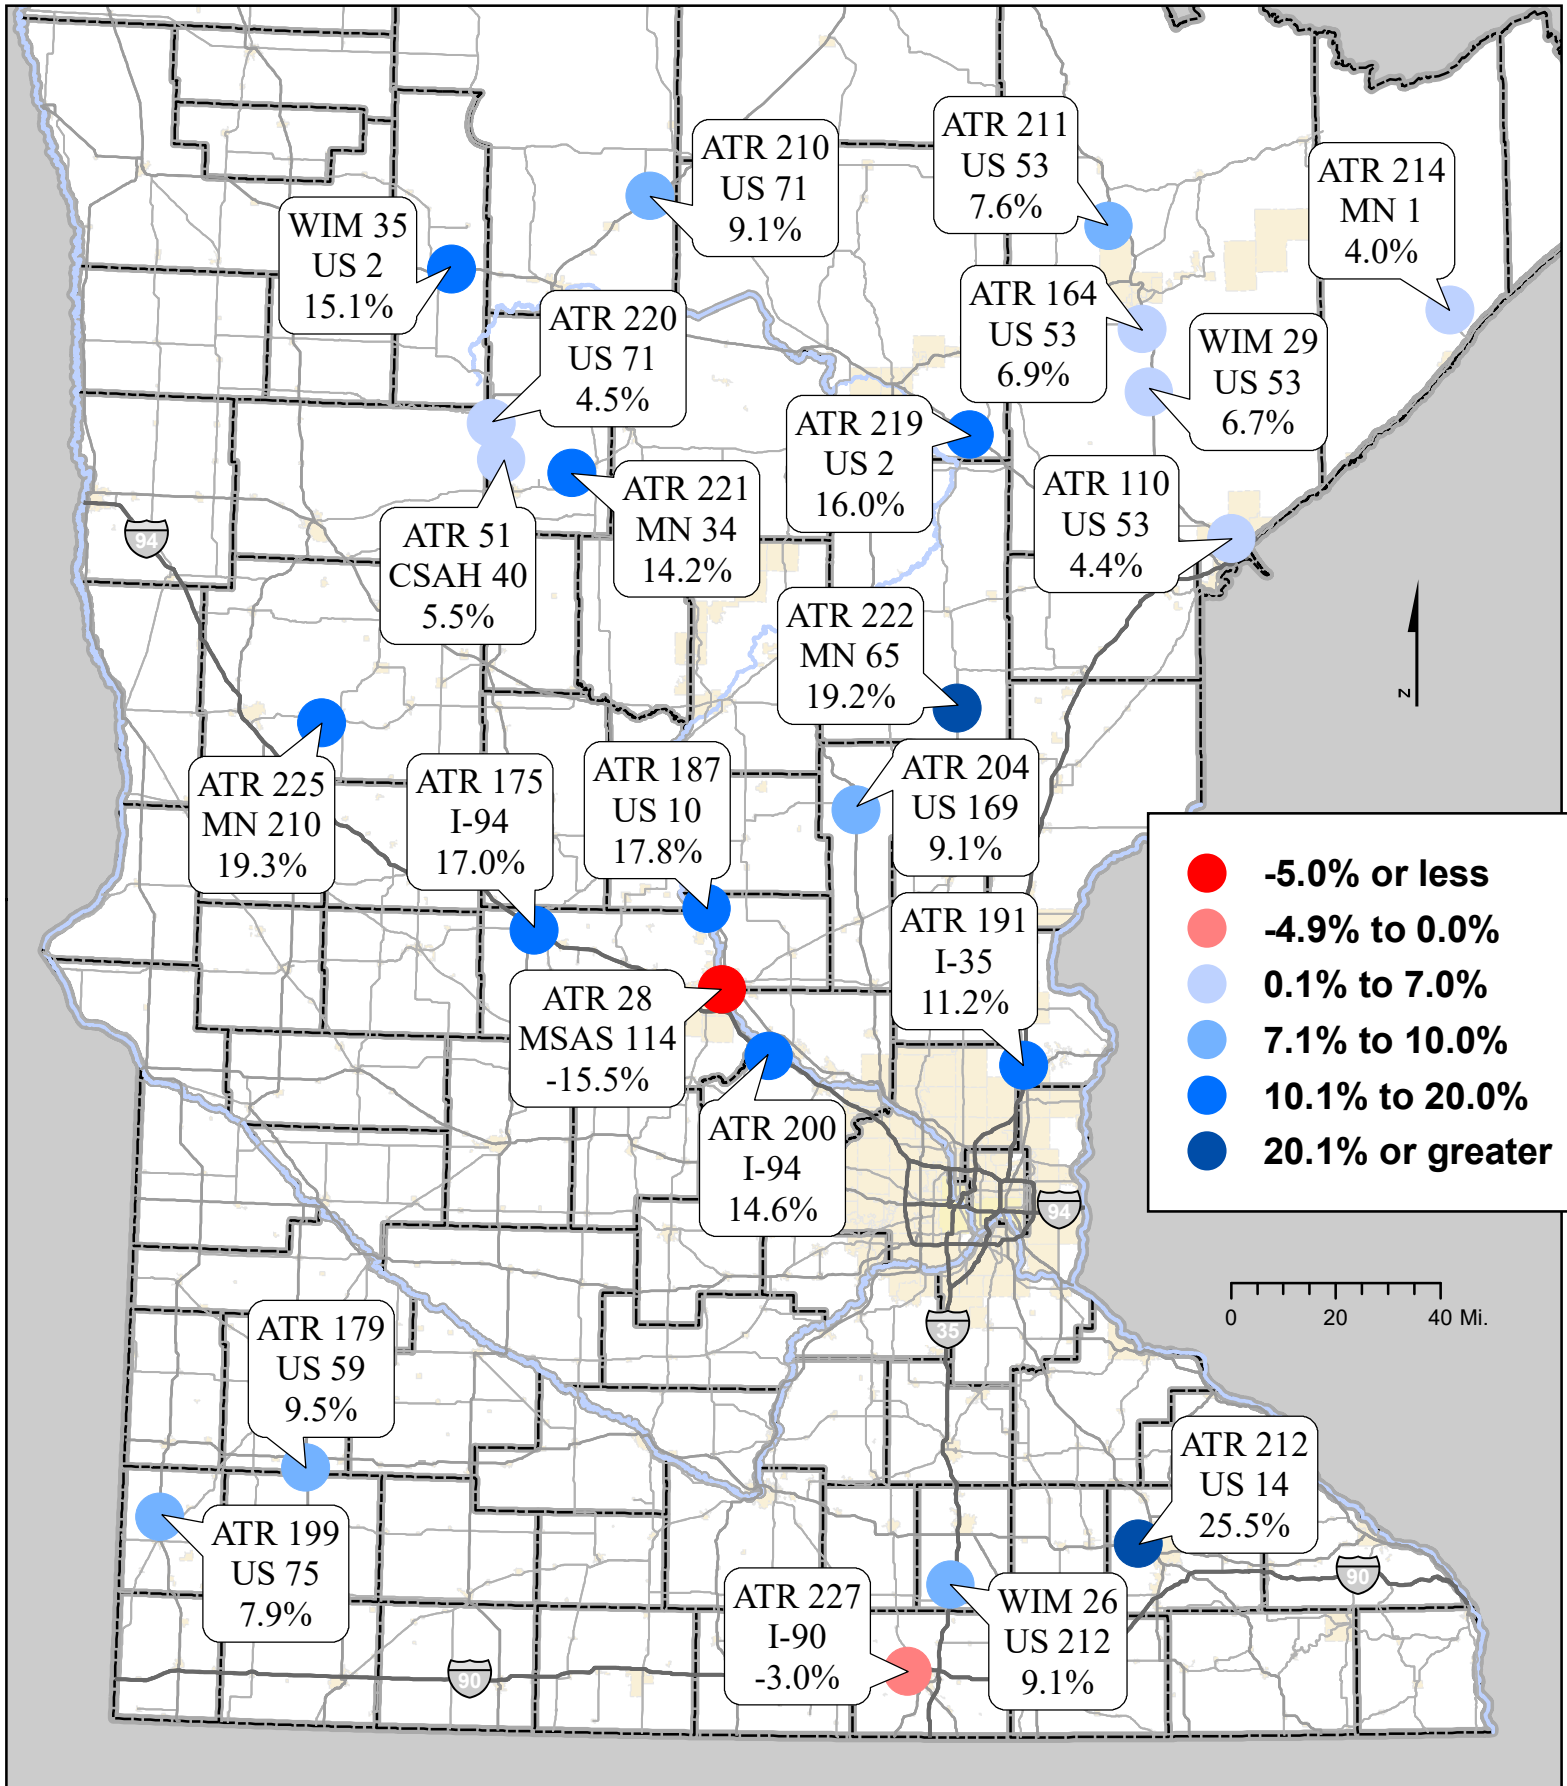 ATR 211
US 53
7.6%
ATR 210
US 71
9.1%
ATR 214
MN 1
4.0%
WIM 35
US 2
15.1%
ATR 164
US 53
6.9%
ATR 220
US 71
4.5%
WIM 29
US 53
6.7%
ATR 219
US 2
16.0%
ATR 221
MN 34
14.2%
ATR 110
US 53
4.4%
94
ATR 51
CSAH 40
5.5%
ATR 222
MN 65
19.2%
N
ATR 225
MN 210
19.3%
ATR 175
I-94
17.0%
ATR 187
US 10
17.8%
ATR 204
US 169
9.1%
-5.0% or less
-4.9% to 0.0%
0.1% to 7.0%
7.1% to 10.0%
10.1% to 20.0%
20.1% or greater
ATR 191
I-35
11.2%
ATR 28
MSAS 114
-15.5%
ATR 200
I-94
14.6%
94
0 20 40 Mi.
35
ATR 179
US 59
9.5%
ATR 212
US 14
25.5%
ATR 199
US 75
7.9%
90
ATR 227
I-90
-3.0%
WIM 26
US 212
9.1%
90